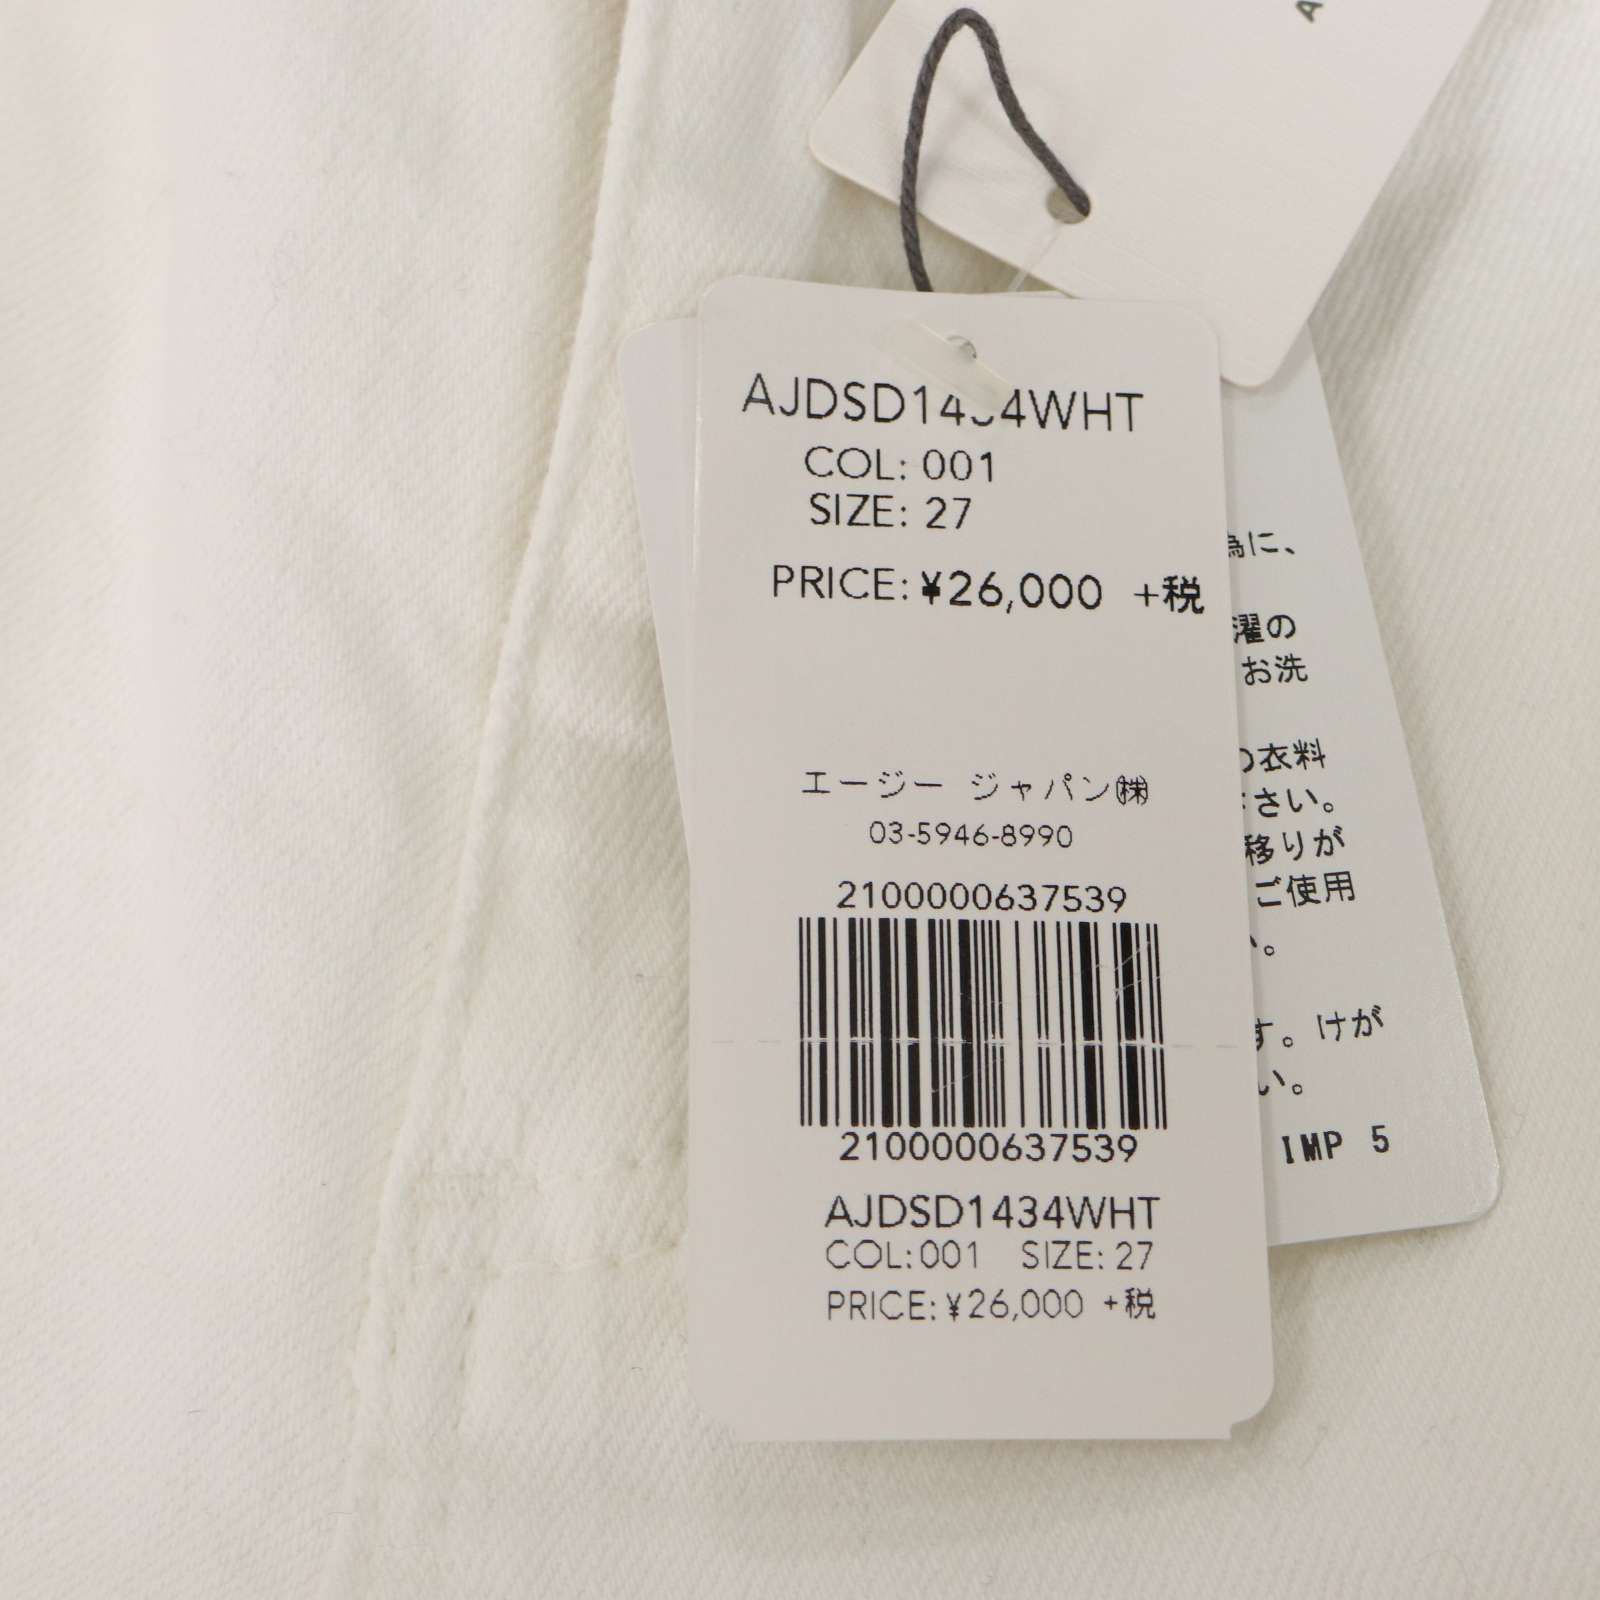 A
AJDSD1434WHT
COL: 001
SIZE: 27
PRICE: ¥26,000 +税
エージー ジャパン㈱
03-5946-8990
2100000637539
2100000637539
AJDSD1434WHT
COL:001 SIZE: 27
PRICE: ¥26,000 +税
為に、
濯の
お洗
の衣料
さい。
移りが
ご使用
い。
す。けが
い。
IMP 5